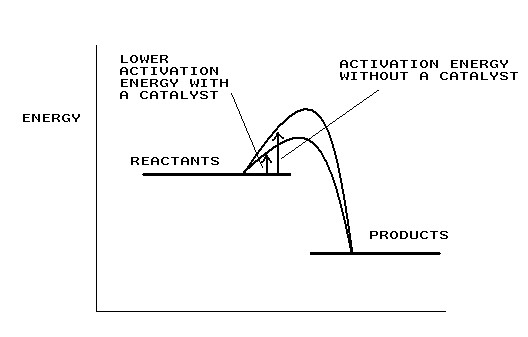 LOWER
ACTIVATION
ENERGY WITH
A CATALYST
ACTIVATION ENERGY
WITHOUT A CATALYST
ENERGY
REACTANTS
PRODUCTS